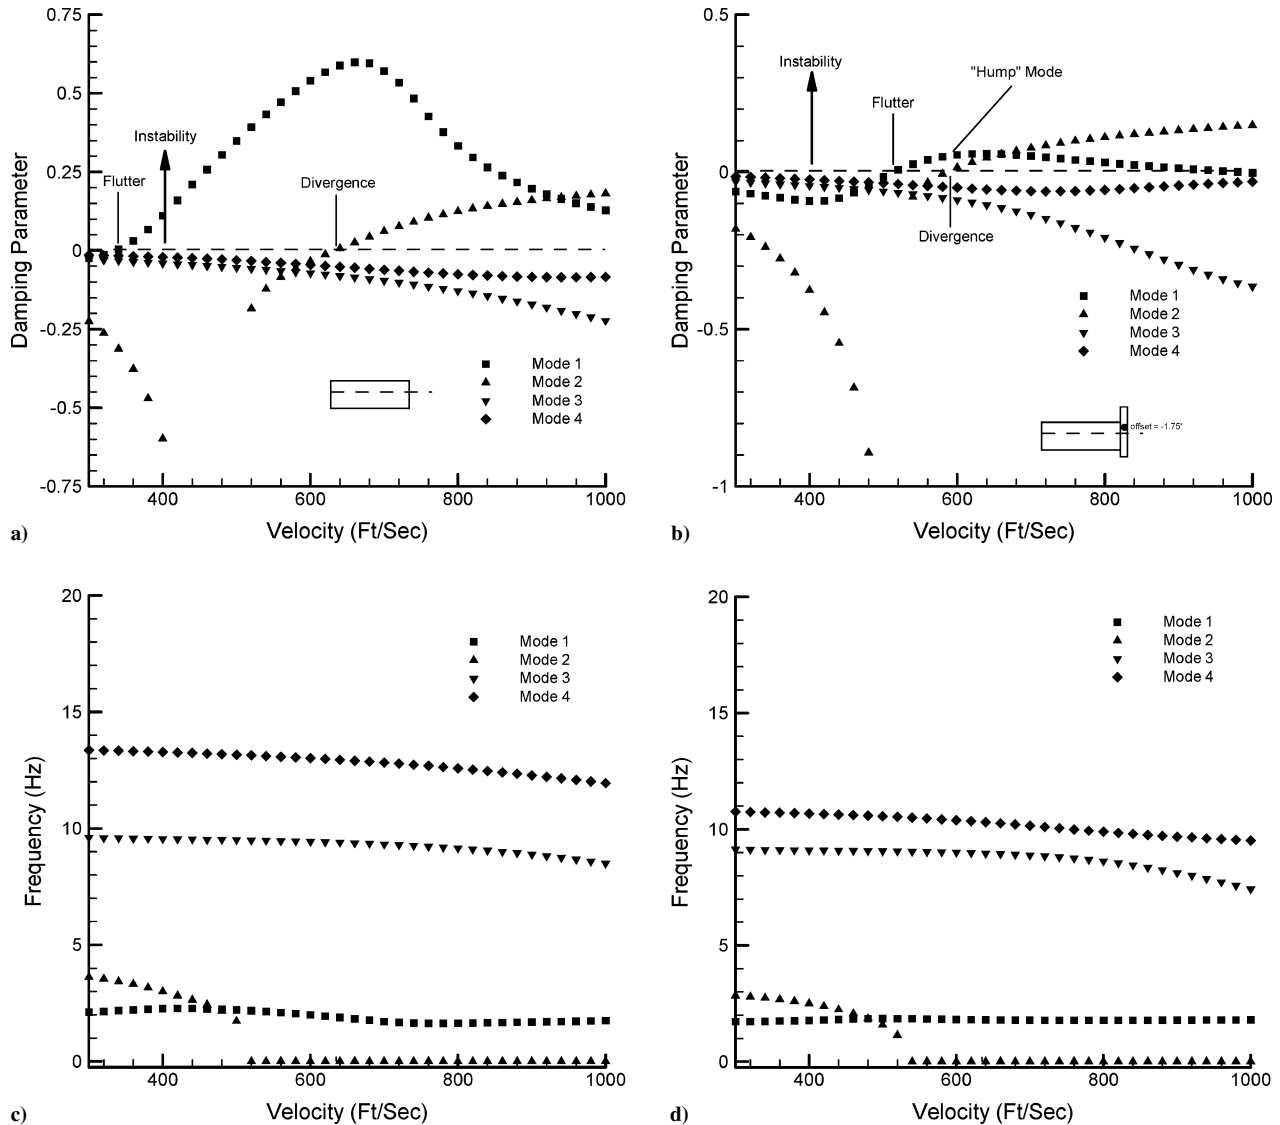 0.75
0.5
0.25
0
-0.25
-0.5
-0.75
Damping Parameter
Flutter
Instability
Divergence
Mode 1
Mode 2
Mode 3
Mode 4
400
600
800
1000
Velocity (Ft/Sec)
a)
0.5
0
-0.5
-1
Damping Parameter
Instability
Flutter
"Hump" Mode
Divergence
Mode 1
Mode 2
Mode 3
Mode 4
offset = -1.75'
400
600
800
1000
Velocity (Ft/Sec)
b)
20
15
10
5
0
Frequency (Hz)
Mode 1
Mode 2
Mode 3
Mode 4
400
600
800
1000
Velocity (Ft/Sec)
c)
20
15
10
5
0
Frequency (Hz)
Mode 1
Mode 2
Mode 3
Mode 4
400
600
800
1000
Velocity (Ft/Sec)
d)